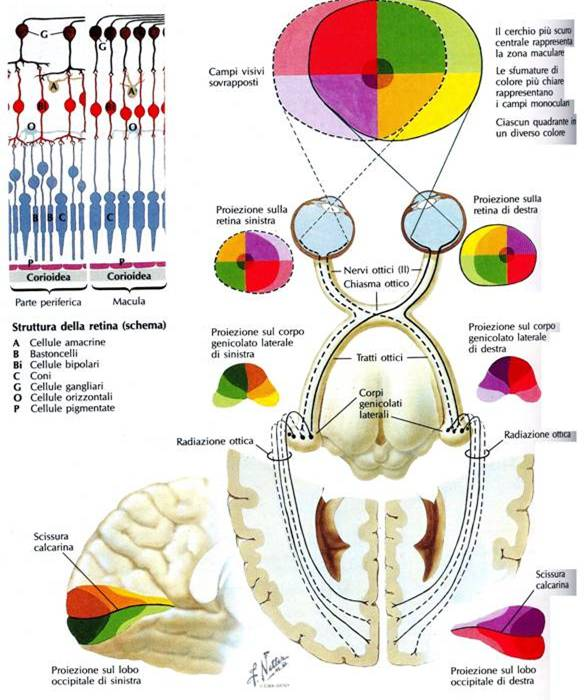 G
G
A
A
Bi
Bi
O
O
B
B
B
C
C
P
P
Corioidea
Corioidea
Parte periferica
Macula
Struttura della retina (schema)
A Cellule amacrine
B Bastoncelli
Bi Cellule bipolari
C Coni
G Cellule gangliari
O Cellule orizzontali
P Cellule pigmentate
Campi visivi
sovrapposti
Il cerchio più scuro
centrale rappresenta
la zona maculare
Le sfumature di
colore più chiare
rappresentano
i campi monoculari
Ciascun quadrante in
un diverso colore
Proiezione sulla
retina sinistra
Proiezione sulla
retina di destra
Nervi ottici (II)
Chiasma ottico
Proiezione sul corpo
genicolato laterale
di sinistra
Proiezione sul corpo
genicolato laterale
di destra
Tratti ottici
Corpi
genicolati
laterali
Radiazione ottica
Radiazione ottica
Scissura
calcarina
Scissura
calcarina
Proiezione sul lobo
occipitale di sinistra
Proiezione sul lobo
occipitale di destra
F. Netter